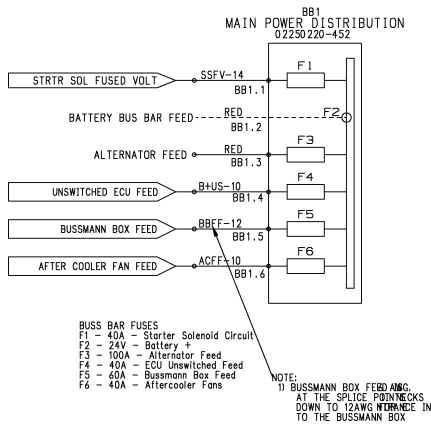 BB1
MAIN POWER DISTRIBUTION
02250220-452
F1
STRTR SOL FUSED VOLT
SSFV-14
BB1.1
BATTERY BUS BAR FEED
RED
F2
BB1.2
F3
ALTERNATOR FEED
RED
BB1.3
F4
UNSWITCHED ECU FEED
B+US-10
BB1.4
F5
BUSSMANN BOX FEED
BBFF-12
BB1.5
F6
AFTER COOLER FAN FEED
ACFF-10
BB1.6
BUSS BAR FUSES
F1 - 40A - Starter Solenoid Circuit
F2 - 24V - Battery +
F3 - 100A - Alternator Feed
F4 - 40A - ECU Unswitched Feed
F5 - 60A - Bussmann Box Feed
F6 - 40A - Aftercooler Fans
NOTE:
1) BUSSMANN BOX FEED
AT THE SPLICE
DOWN TO 12AWG
TO THE BUSSMANN BOX